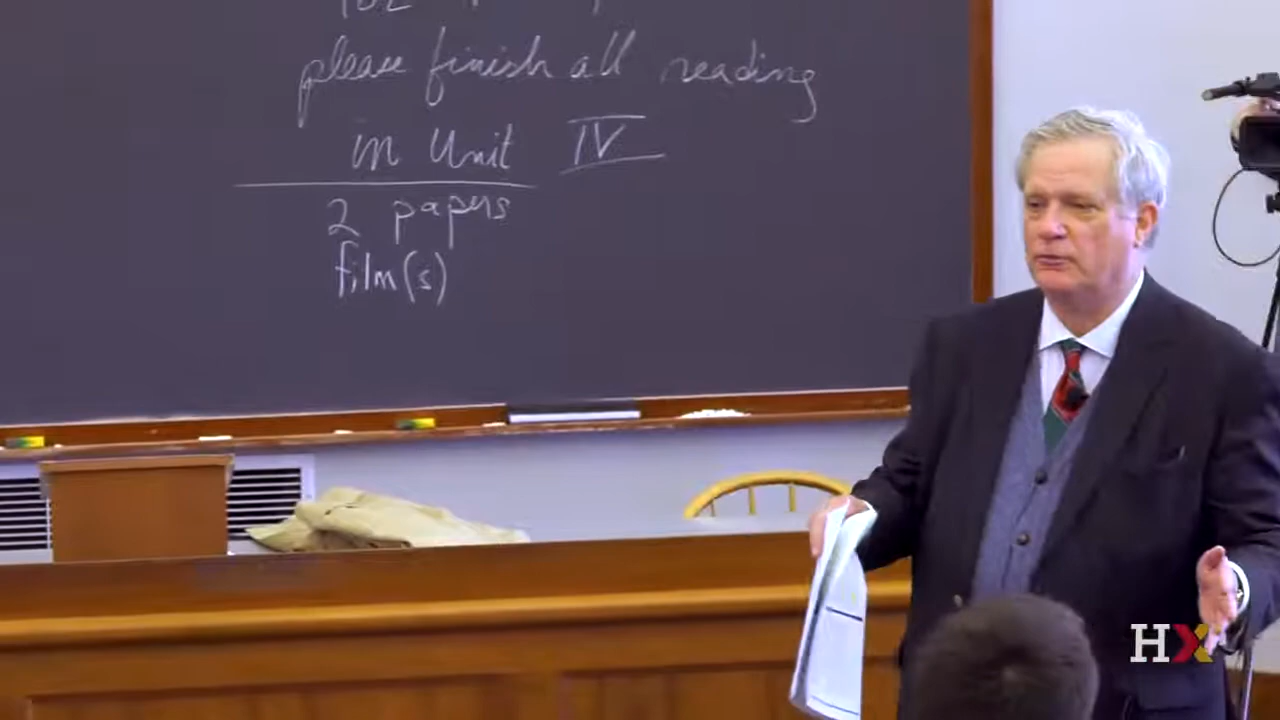 please finish all reading
in Unit IV
2 papers
film(s)
HX